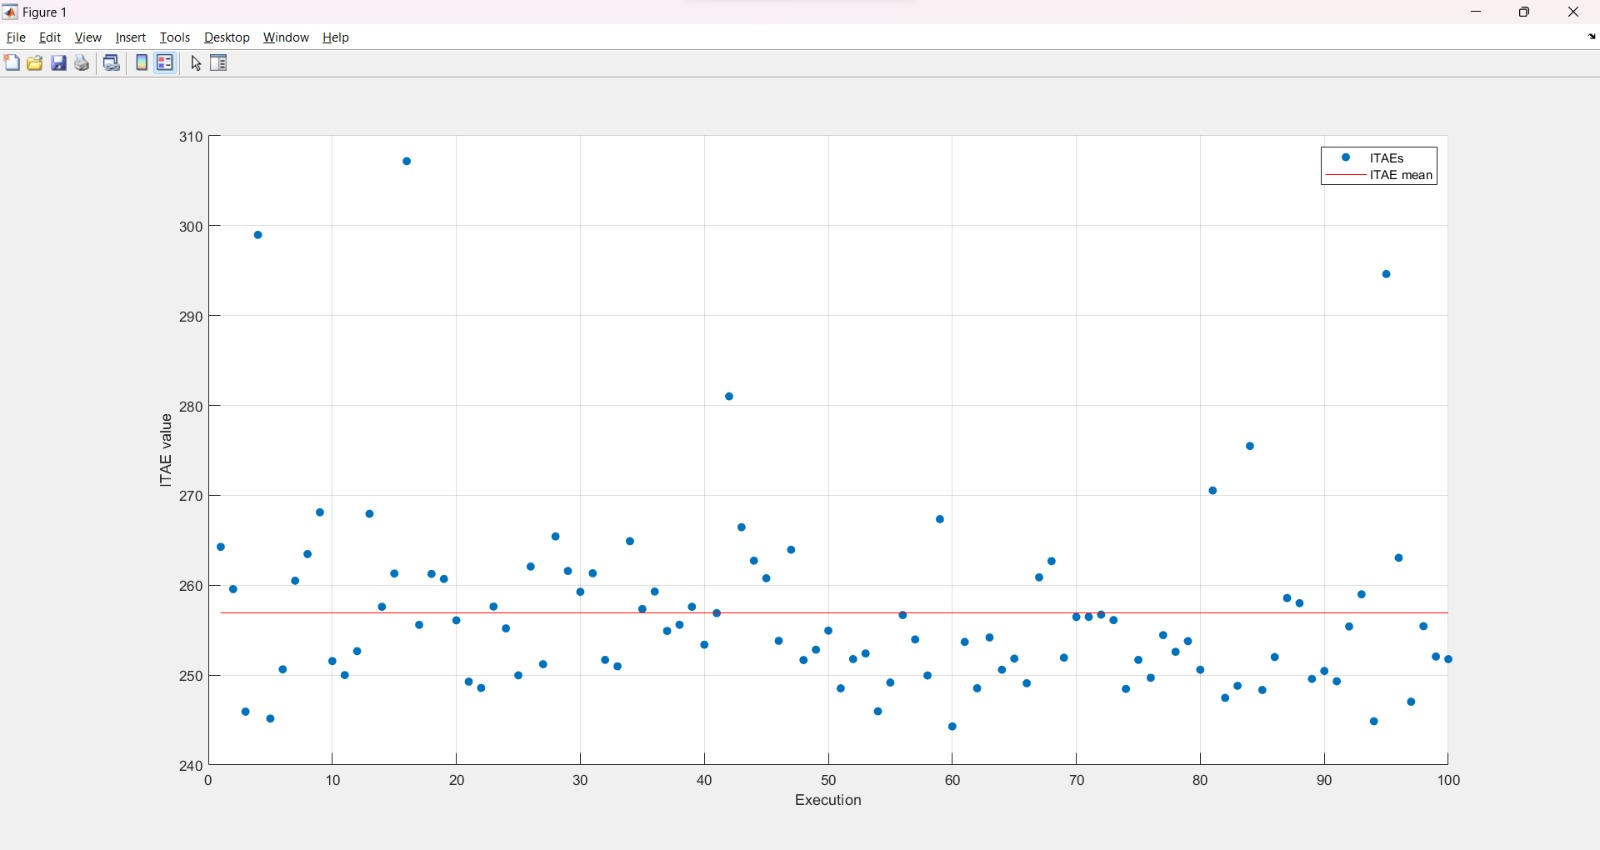 Figure 1
File Edit View Insert Tools Desktop Window Help
310
300
290
280
270
260
250
240
ITAE value
ITAEs
ITAE mean
0 10 20 30 40 50 60 70 80 90 100
Execution